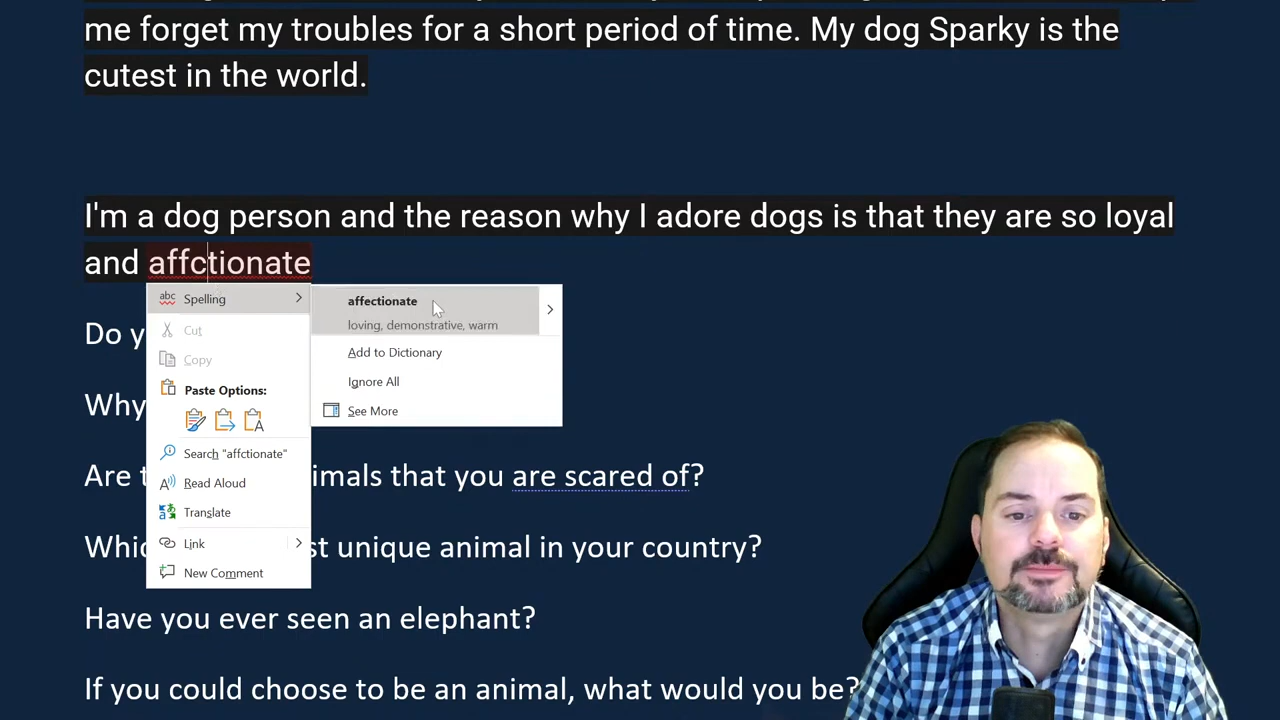 me forget my troubles for a short period of time. My dog Sparky is the
cutest in the world.
I'm a dog person and the reason why I adore dogs is that they are so loyal
and affctionate
abc Spelling
affectionate
loving, demonstrative, warm
Add to Dictionary
Ignore All
See More
Cut
Copy
Paste Options:
Search "affctionate"
Read Aloud
Translate
Link
New Comment
Do y
Why
Are t imals that you are scared of?
Whic st unique animal in your country?
Have you ever seen an elephant?
If you could choose to be an animal, what would you be?